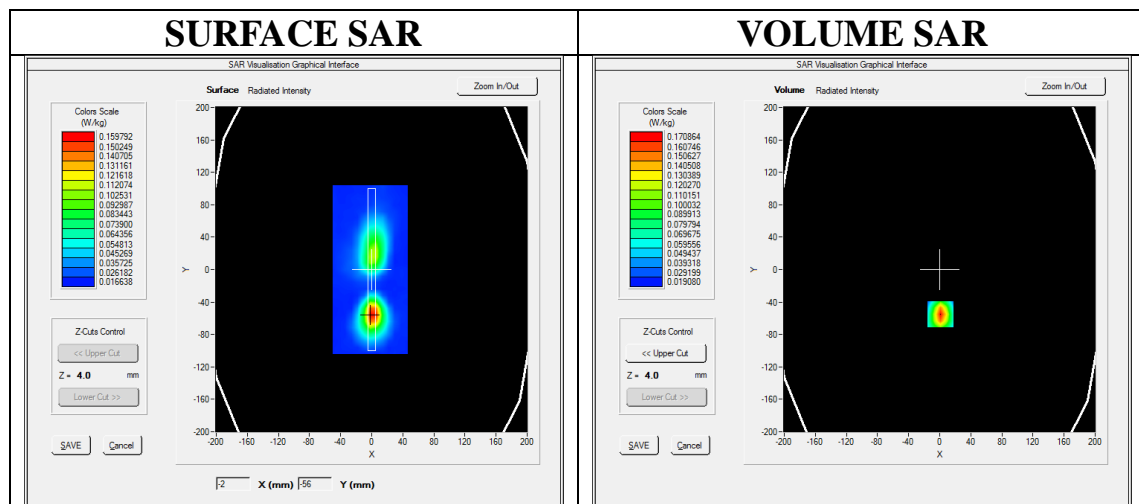 SURFACE SAR
VOLUME SAR
SAR Visualisation Graphical Interface
Surface Radiated Intensity
Zoom In/Out
Colors Scale
(W/kg)
0.159792
0.150249
0.140705
0.131161
0.121618
0.112074
0.102531
0.092987
0.083443
0.073900
0.064356
0.054813
0.045269
0.035725
0.026182
0.016638
200
160
120
80
40
0
-40
-80
-120
-160
-200
Y
-200 -160 -120 -80 -40 0 40 80 120 160 200
X
Z-Cuts Control
<< Upper Cut
Z = 4.0 mm
Lower Cut >>
SAVE Cancel
-2 X (mm) -56 Y (mm)
SAR Visualisation Graphical Interface
Volume Radiated Intensity
Zoom In/Out
Colors Scale
(W/kg)
0.170864
0.160746
0.150627
0.140508
0.130389
0.120270
0.110151
0.100032
0.089913
0.079794
0.069675
0.059556
0.049437
0.039318
0.029199
0.019080
200
160
120
80
40
0
-40
-80
-120
-160
-200
Y
-200 -160 -120 -80 -40 0 40 80 120 160 200
X
Z-Cuts Control
<< Upper Cut
Z = 4.0 mm
Lower Cut >>
SAVE Cancel